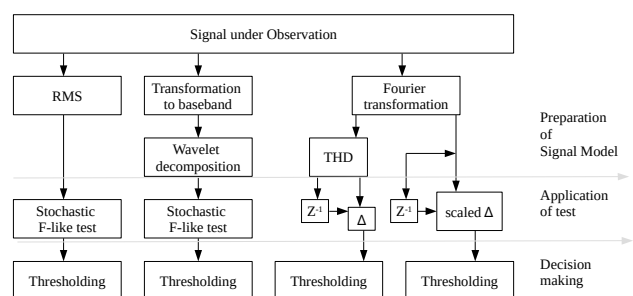 Signal under Observation
RMS
Transformation
to baseband
Fourier
transformation
Wavelet
decomposition
THD
Preparation
of
Signal Model
Stochastic
F-like test
Stochastic
F-like test
Z-1
Δ
Z-1
scaled Δ
Application
of test
Thresholding
Thresholding
Thresholding
Thresholding
Decision
making